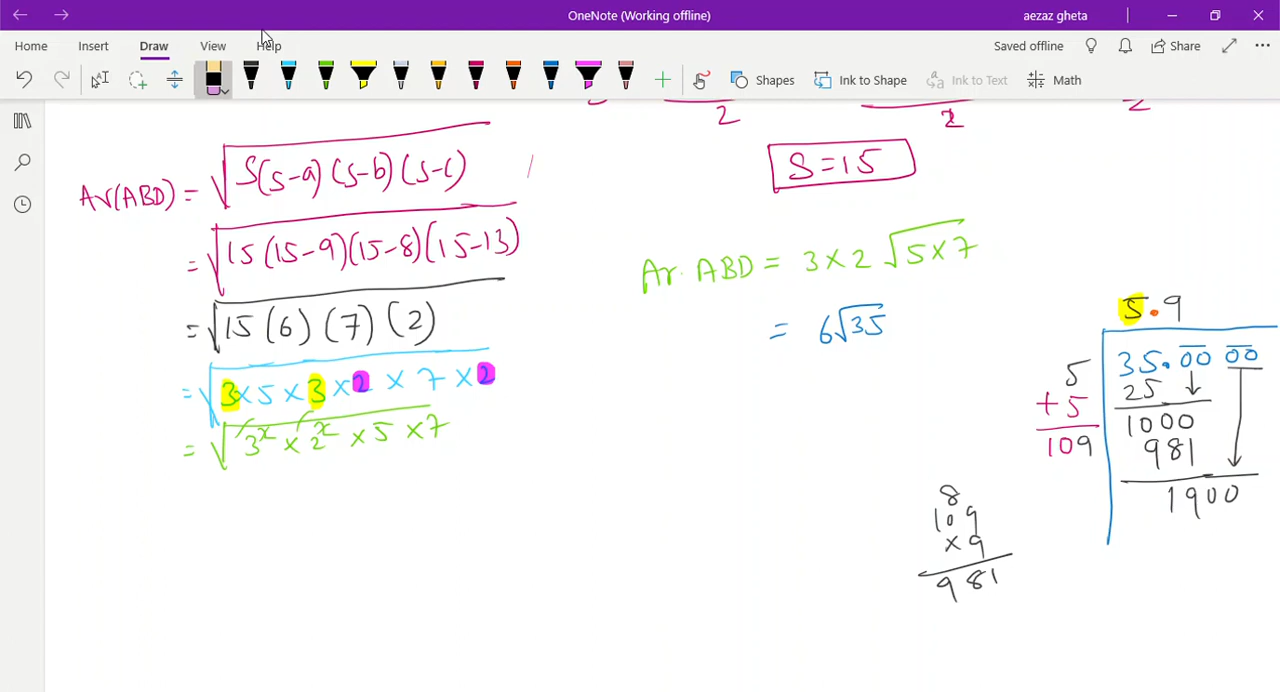 OneNote (Working offline)
aezaz gheta
Home Insert Draw View Help
Saved offline
Share
Shapes
Ink to Shape
Ink to Text
Math
2
2
2
Ar(ABD) = √S(s-a)(s-b)(s-c)
= √15(15-9)(15-8)(15-13)
= √15(6)(7)(2)
= √3×5×3×2×7×2
= √3²×2²×5×7
S=15
Ar. ABD = 3×2√5×7
= 6√35
5.9
5
35.00 00
+5
25
109
1000
981
1900
8
109
×9
981